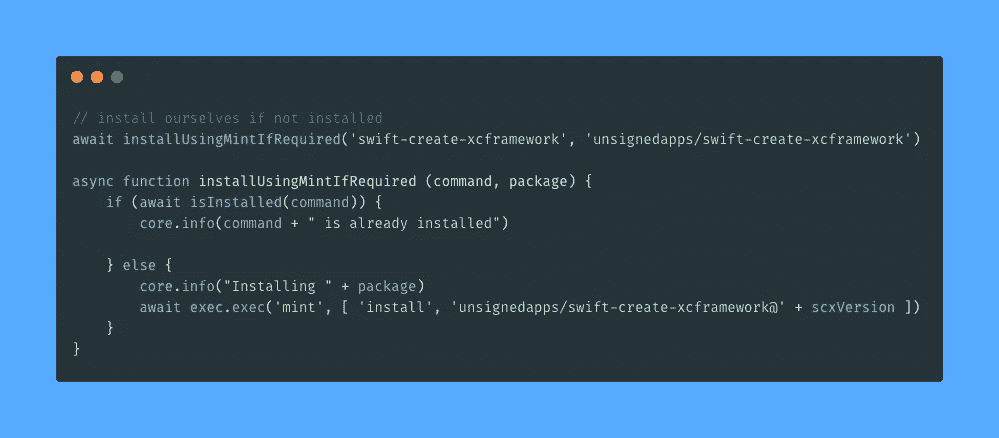 // install ourselves if not installed
await installUsingMintIfRequired('swift-create-xcframework', 'unsignedapps/swift-create-xcframework')
async function installUsingMintIfRequired (command, package) {
if (await isInstalled(command)) {
core.info(command + " is already installed")
} else {
core.info("Installing " + package)
await exec.exec('mint', [ 'install', 'unsignedapps/swift-create-xcframework@' + scxVersion ])
}
}